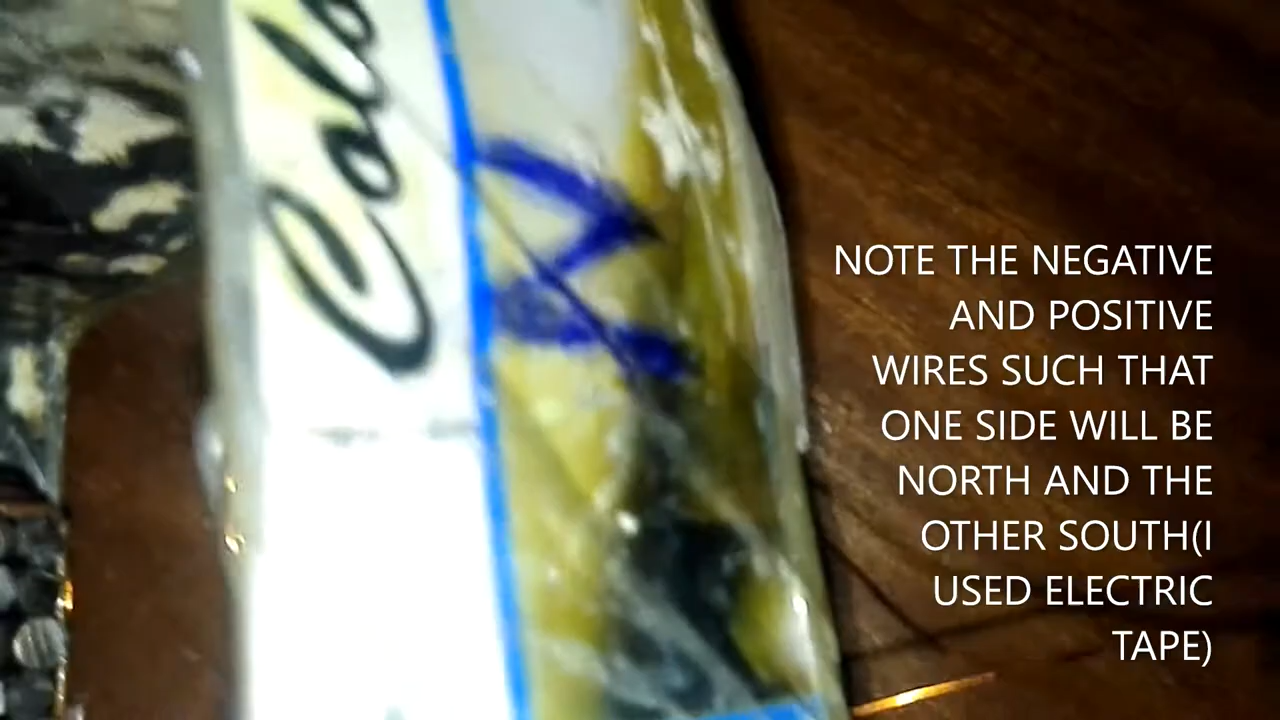 NOTE THE NEGATIVE
AND POSITIVE
WIRES SUCH THAT
ONE SIDE WILL BE
NORTH AND THE
OTHER SOUTH(I
USED ELECTRIC
TAPE)